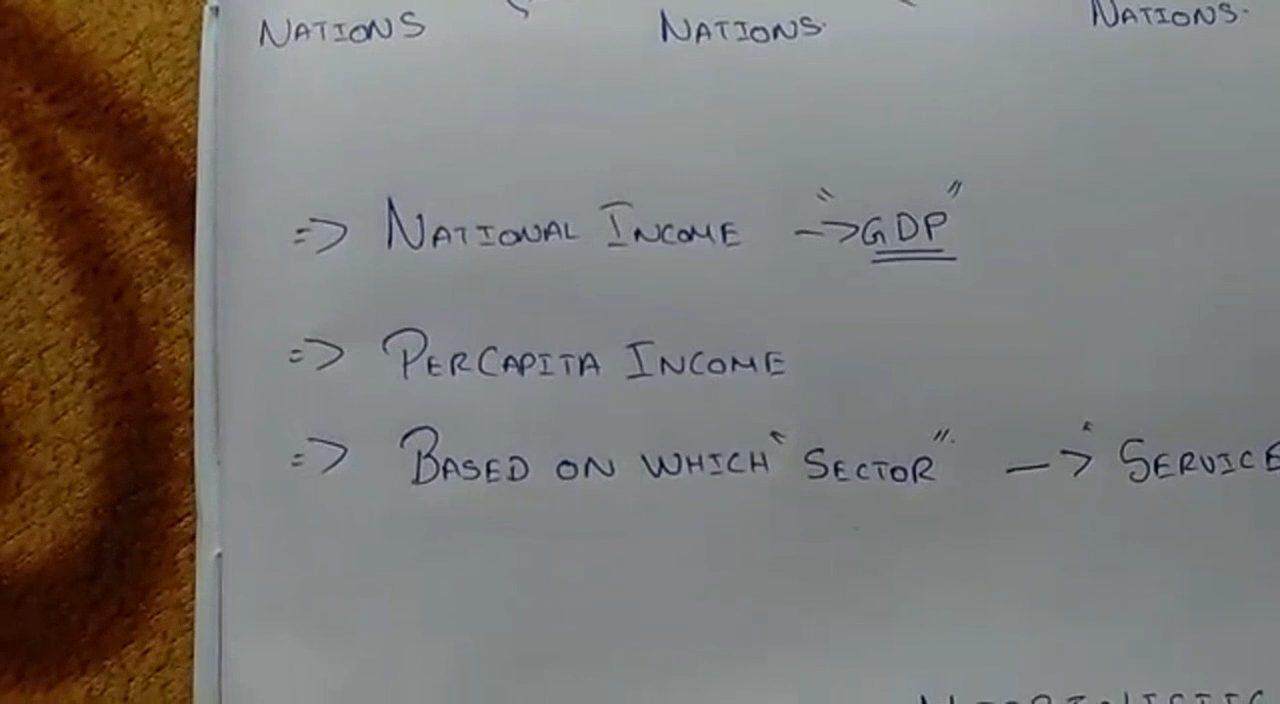 NATIONS NATIONS. NATIONS.
=> NATIONAL INCOME -> "GDP"
=> PERCAPITA INCOME
=> BASED ON WHICH "SECTOR". -> "SERVICE